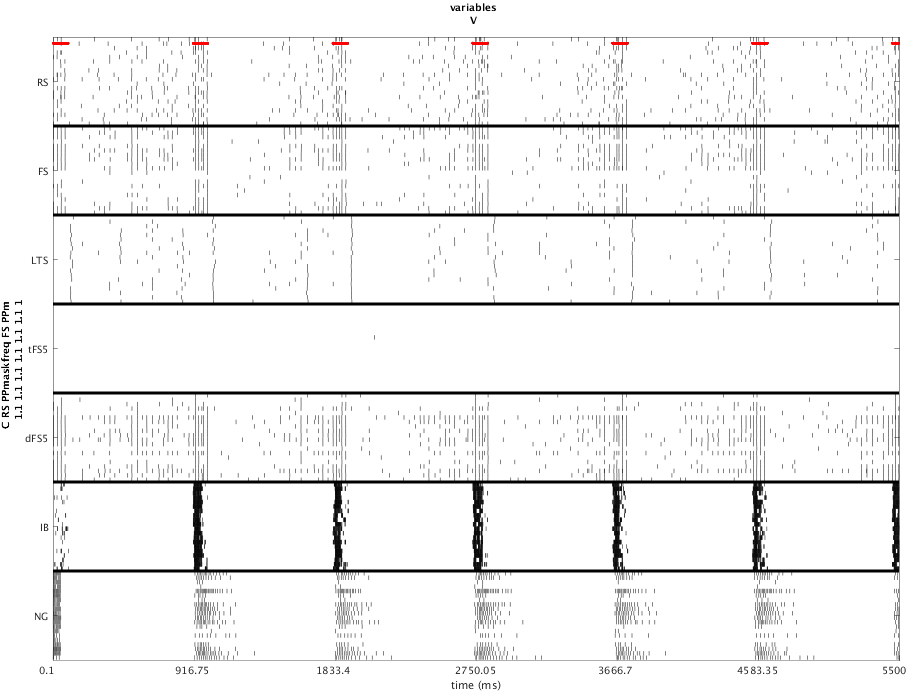 variables
V
RS
FS
LTS
tFS5
dFS5
IB
NG
C RS PPmaskfreq FS PPm
1.1 1.1 1.1 1.1 1.1 1.1 1
0.1 916.75 1833.4 2750.05 3666.7 4583.35 5500
time (ms)